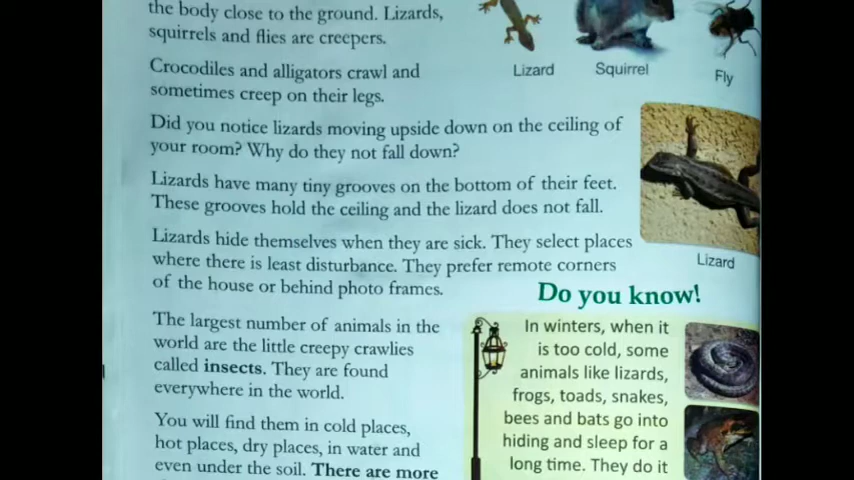 the body close to the ground. Lizards,
squirrels and flies are creepers.
Lizard
Squirrel
Fly
Crocodiles and alligators crawl and
sometimes creep on their legs.
Did you notice lizards moving upside down on the ceiling of
your room? Why do they not fall down?
Lizards have many tiny grooves on the bottom of their feet.
These grooves hold the ceiling and the lizard does not fall.
Lizards hide themselves when they are sick. They select places
where there is least disturbance. They prefer remote corners
of the house or behind photo frames.
Lizard
The largest number of animals in the
world are the little creepy crawlies
called insects. They are found
everywhere in the world.
You will find them in cold places,
hot places, dry places, in water and
even under the soil. There are more
Do you know!
In winters, when it
is too cold, some
animals like lizards,
frogs, toads, snakes,
bees and bats go into
hiding and sleep for a
long time. They do it